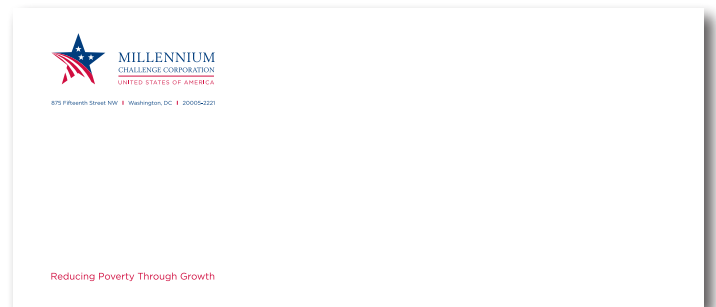 MILLENNIUM
CHALLENGE CORPORATION
UNITED STATES OF AMERICA
875 Fifteenth Street NW I Washington, DC I 20005-2221
Reducing Poverty Through Growth